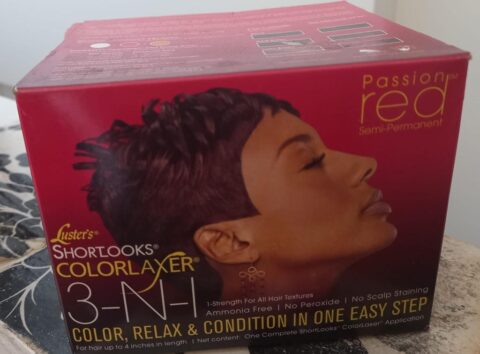 Passion
red
Semi-Permanent
Luster's®
SHORTLOOKS®
COLORLAXER®
3-N-1
1-Strength For All Hair Textures
Ammonia Free | No Peroxide | No Scalp Staining
COLOR, RELAX & CONDITION IN ONE EASY STEP
For hair up to 4 inches in length | Net content: One Complete ShortLooks® ColorLaxer® Application